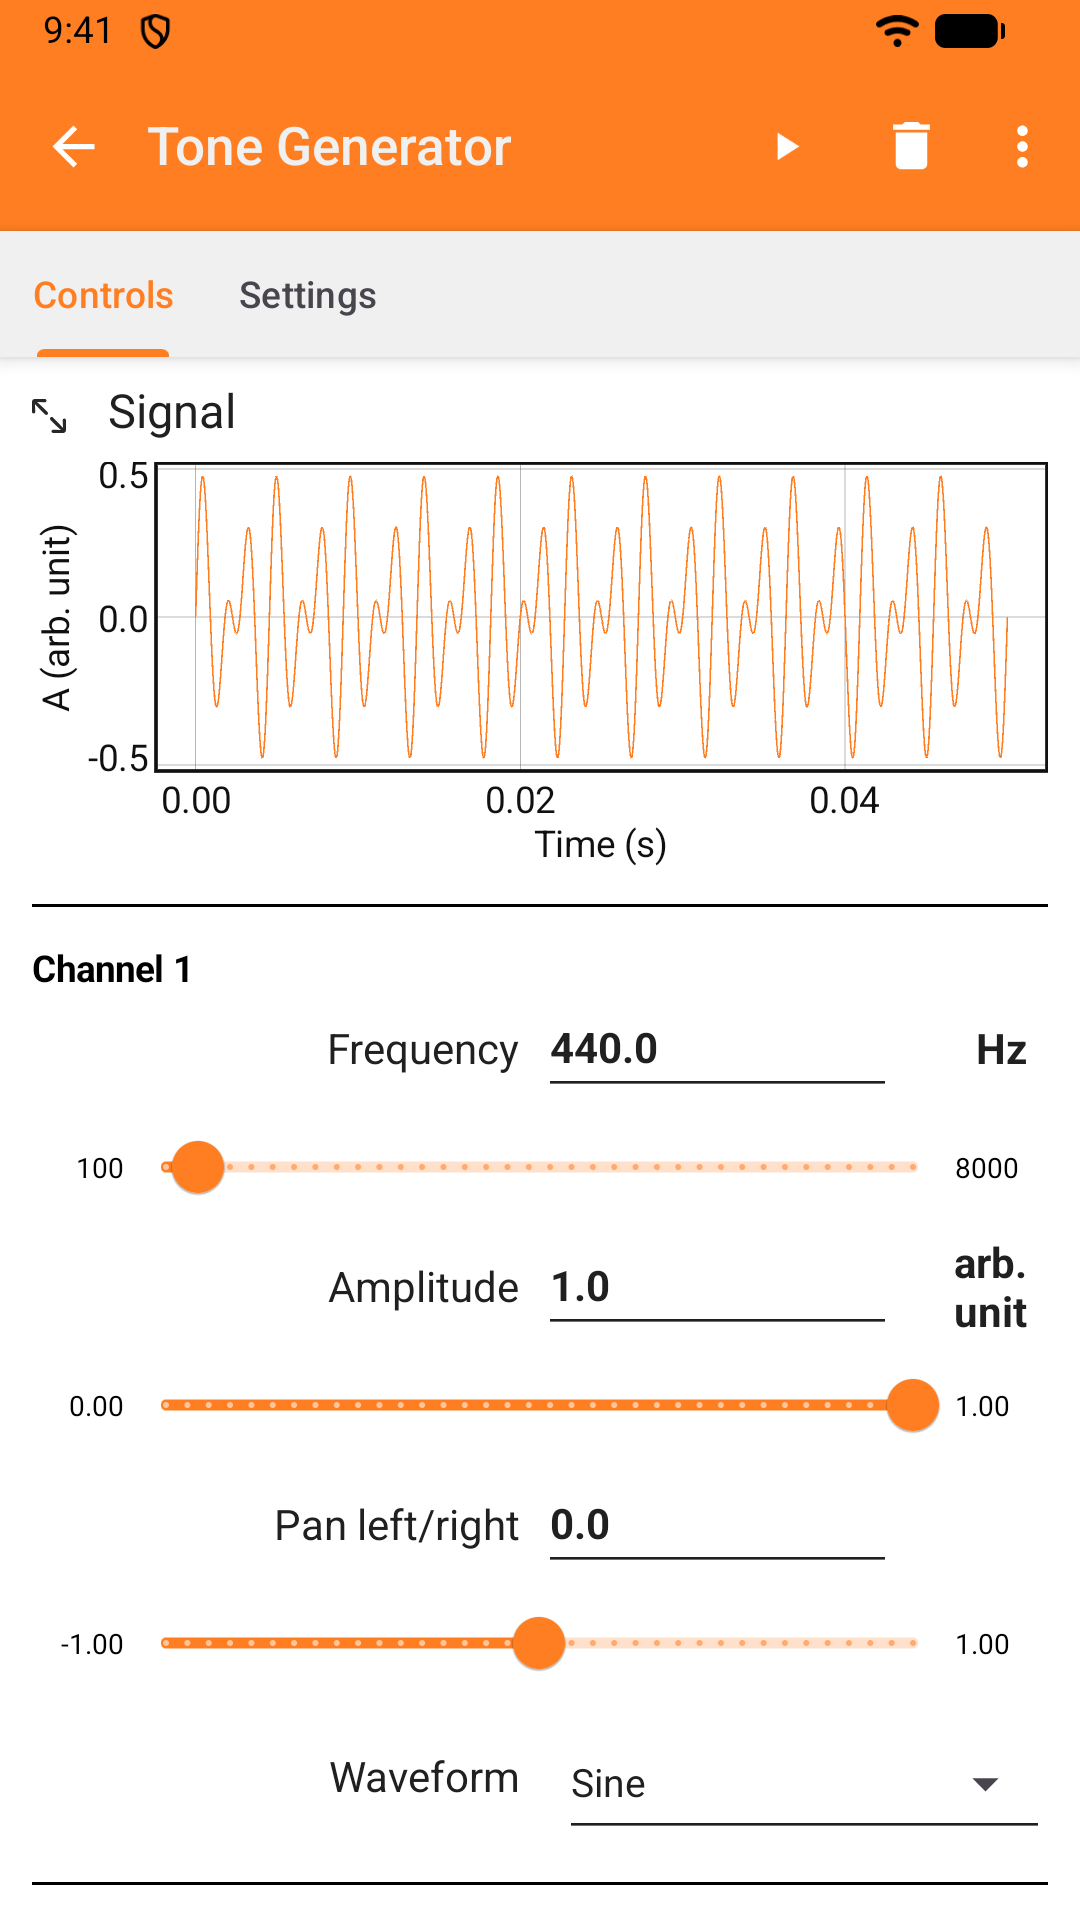 9:41
Tone Generator
Controls Settings
Signal
0.5
0.0
-0.5
A (arb. unit)
0.00 0.02 0.04
Time (s)
Channel 1
Frequency 440.0 Hz
100 8000
Amplitude 1.0 arb. unit
0.00 1.00
Pan left/right 0.0
-1.00 1.00
Waveform Sine